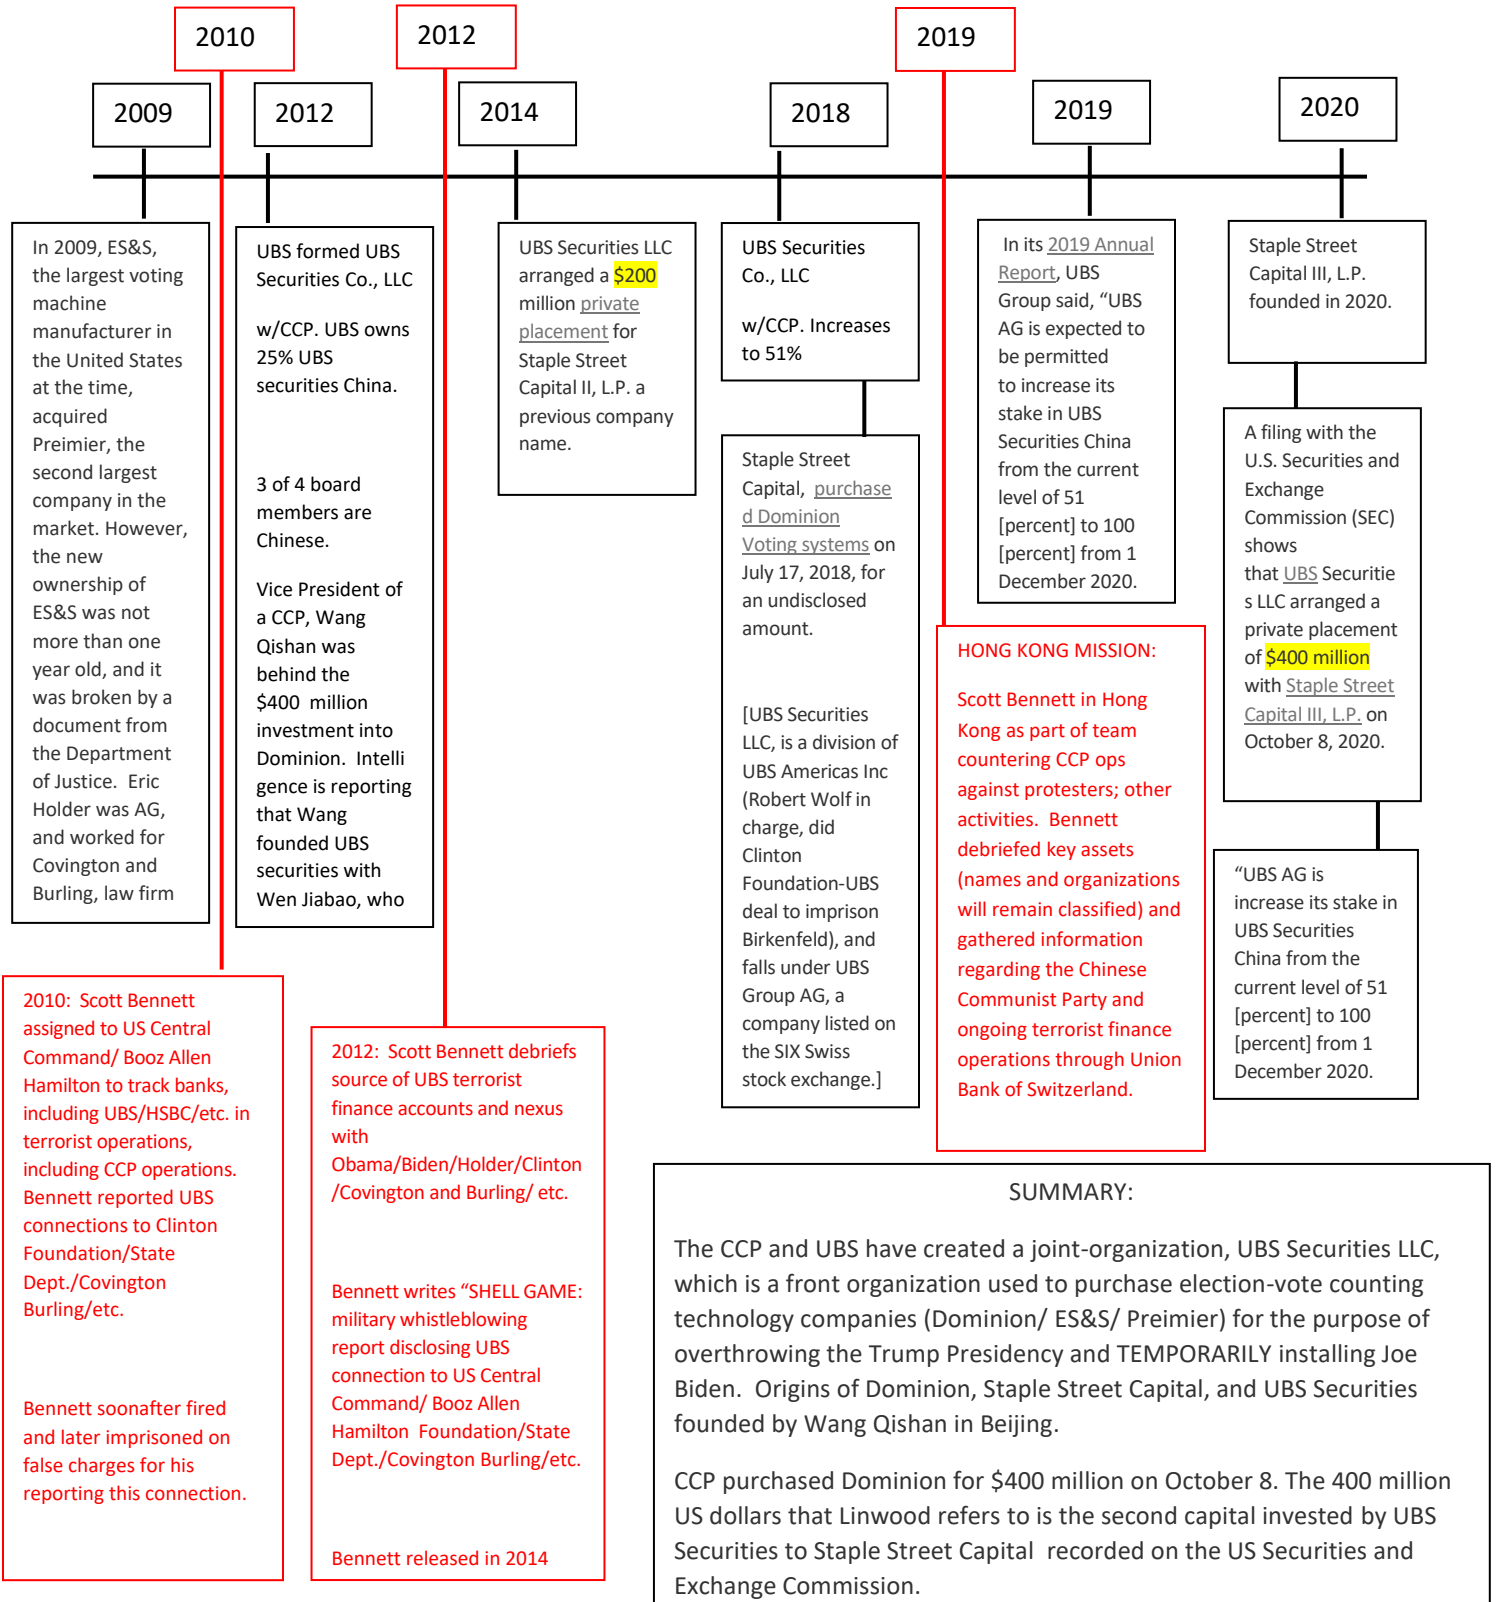 2010
2012
2019
2009
2012
2014
2018
2019
2020
In 2009, ES&S,
the largest voting
machine
manufacturer in
the United States
at the time,
acquired
Preimier, the
second largest
company in the
market. However,
the new
ownership of
ES&S was not
more than one
year old, and it
was broken by a
document from
the Department
of Justice.  Eric
Holder was AG,
and worked for
Covington and
Burling, law firm
UBS formed UBS
Securities Co., LLC
w/CCP. UBS owns
25% UBS
securities China.
3 of 4 board
members are
Chinese.
Vice President of
a CCP, Wang
Qishan was
behind the
$400  million
investment into
Dominion.  Intelli
gence is reporting
that Wang
founded UBS
securities with
Wen Jiabao, who
UBS Securities LLC
arranged a $200
million private
placement for
Staple Street
Capital II, L.P. a
previous company
name.
UBS Securities
Co., LLC
w/CCP. Increases
to 51%
Staple Street
Capital,  purchase
d Dominion
Voting systems on
July 17, 2018, for
an undisclosed
amount.
[UBS Securities
LLC, is a division of
UBS Americas Inc
(Robert Wolf in
charge, did
Clinton
Foundation-UBS
deal to imprison
Birkenfeld), and
falls under UBS
Group AG, a
company listed on
the SIX Swiss
stock exchange.]
In its 2019 Annual
Report, UBS
Group said, “UBS
AG is expected to
be permitted
to increase its
stake in UBS
Securities China
from the current
level of 51
[percent] to 100
[percent] from 1
December 2020.
Staple Street
Capital III, L.P.
founded in 2020.
A filing with the
U.S. Securities and
Exchange
Commission (SEC)
shows
that UBS Securitie
s LLC arranged a
private placement
of $400 million
with Staple Street
Capital III, L.P. on
October 8, 2020.
“UBS AG is
increase its stake in
UBS Securities
China from the
current level of 51
[percent] to 100
[percent] from 1
December 2020.
HONG KONG MISSION:
Scott Bennett in Hong
Kong as part of team
countering CCP ops
against protesters; other
activities.  Bennett
debriefed key assets
(names and organizations
will remain classified) and
gathered information
regarding the Chinese
Communist Party and
ongoing terrorist finance
operations through Union
Bank of Switzerland.
2010:  Scott Bennett
assigned to US Central
Command/ Booz Allen
Hamilton to track banks,
including UBS/HSBC/etc. in
terrorist operations,
including CCP operations.
Bennett reported UBS
connections to Clinton
Foundation/State
Dept./Covington
Burling/etc.
Bennett soonafter fired
and later imprisoned on
false charges for his
reporting this connection.
2012:  Scott Bennett debriefs
source of UBS terrorist
finance accounts and nexus
with
Obama/Biden/Holder/Clinton
/Covington and Burling/ etc.
Bennett writes “SHELL GAME:
military whistleblowing
report disclosing UBS
connection to US Central
Command/ Booz Allen
Hamilton  Foundation/State
Dept./Covington Burling/etc.
Bennett released in 2014
SUMMARY:
The CCP and UBS have created a joint-organization, UBS Securities LLC,
which is a front organization used to purchase election-vote counting
technology companies (Dominion/ ES&S/ Preimier) for the purpose of
overthrowing the Trump Presidency and TEMPORARILY installing Joe
Biden.  Origins of Dominion, Staple Street Capital, and UBS Securities
founded by Wang Qishan in Beijing.
CCP purchased Dominion for $400 million on October 8. The 400 million
US dollars that Linwood refers to is the second capital invested by UBS
Securities to Staple Street Capital  recorded on the US Securities and
Exchange Commission.